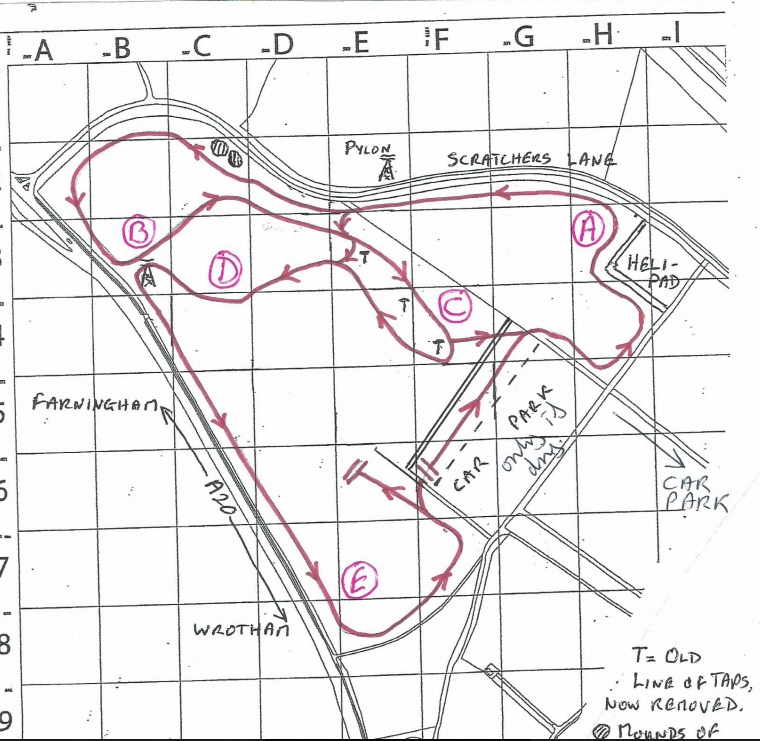 A B C D E F G H I
PYLON
SCRATCHERS LANE
B
A
D
T
HELI-
PAD
T
C
4
T
FARNINGHAM
PARK
only if
dry.
CAR
6
CAR
PARK
A20
7
E
WROTHAM
8
T = OLD
LINE OF TAPS,
NOW REMOVED.
9
MOUNDS OF